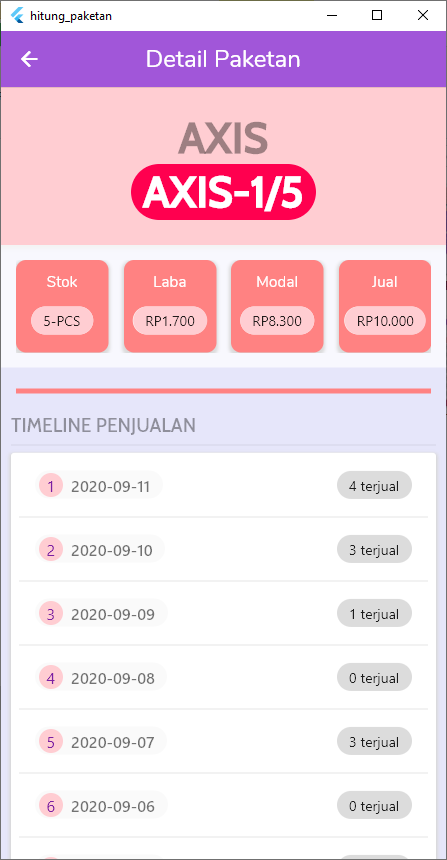 hitung_paketan
Detail Paketan
AXIS
AXIS-1/5
Stok Laba Modal Jual
5-PCS RP1.700 RP8.300 RP10.000
TIMELINE PENJUALAN
1 2020-09-11 4 terjual
2 2020-09-10 3 terjual
3 2020-09-09 1 terjual
4 2020-09-08 0 terjual
5 2020-09-07 3 terjual
6 2020-09-06 0 terjual